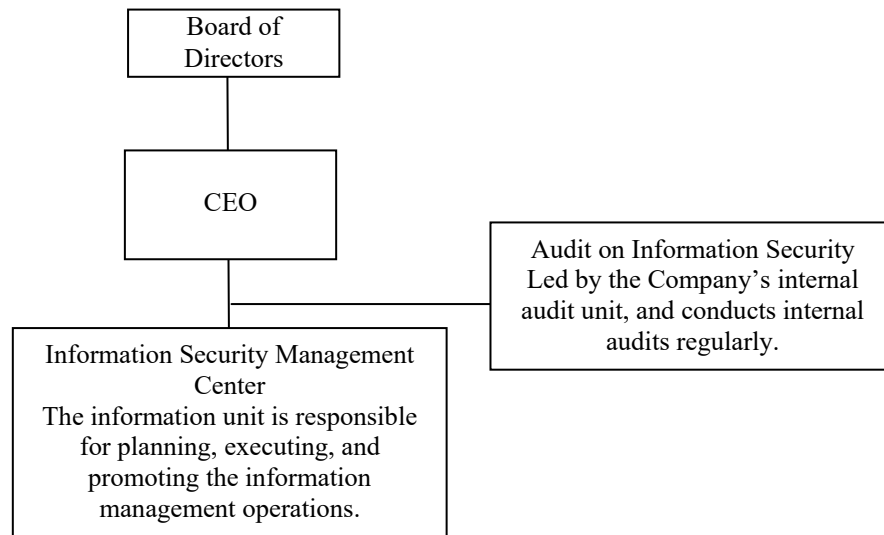 Board of
Directors
CEO
Audit on Information Security
Led by the Company’s internal
audit unit, and conducts internal
audits regularly.
Information Security Management
Center
The information unit is responsible
for planning, executing, and
promoting the information
management operations.